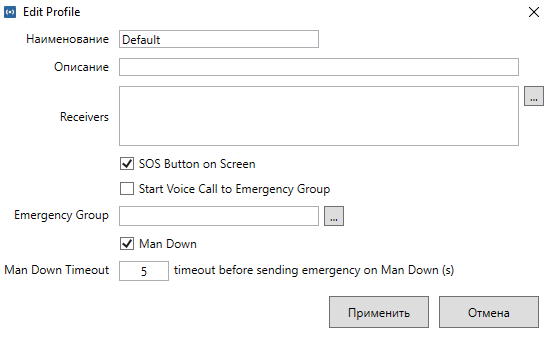 Edit Profile
Наименование Default
Описание
Receivers ...
SOS Button on Screen
Start Voice Call to Emergency Group
Emergency Group ...
Man Down
Man Down Timeout 5 timeout before sending emergency on Man Down (s)
Применить Отмена